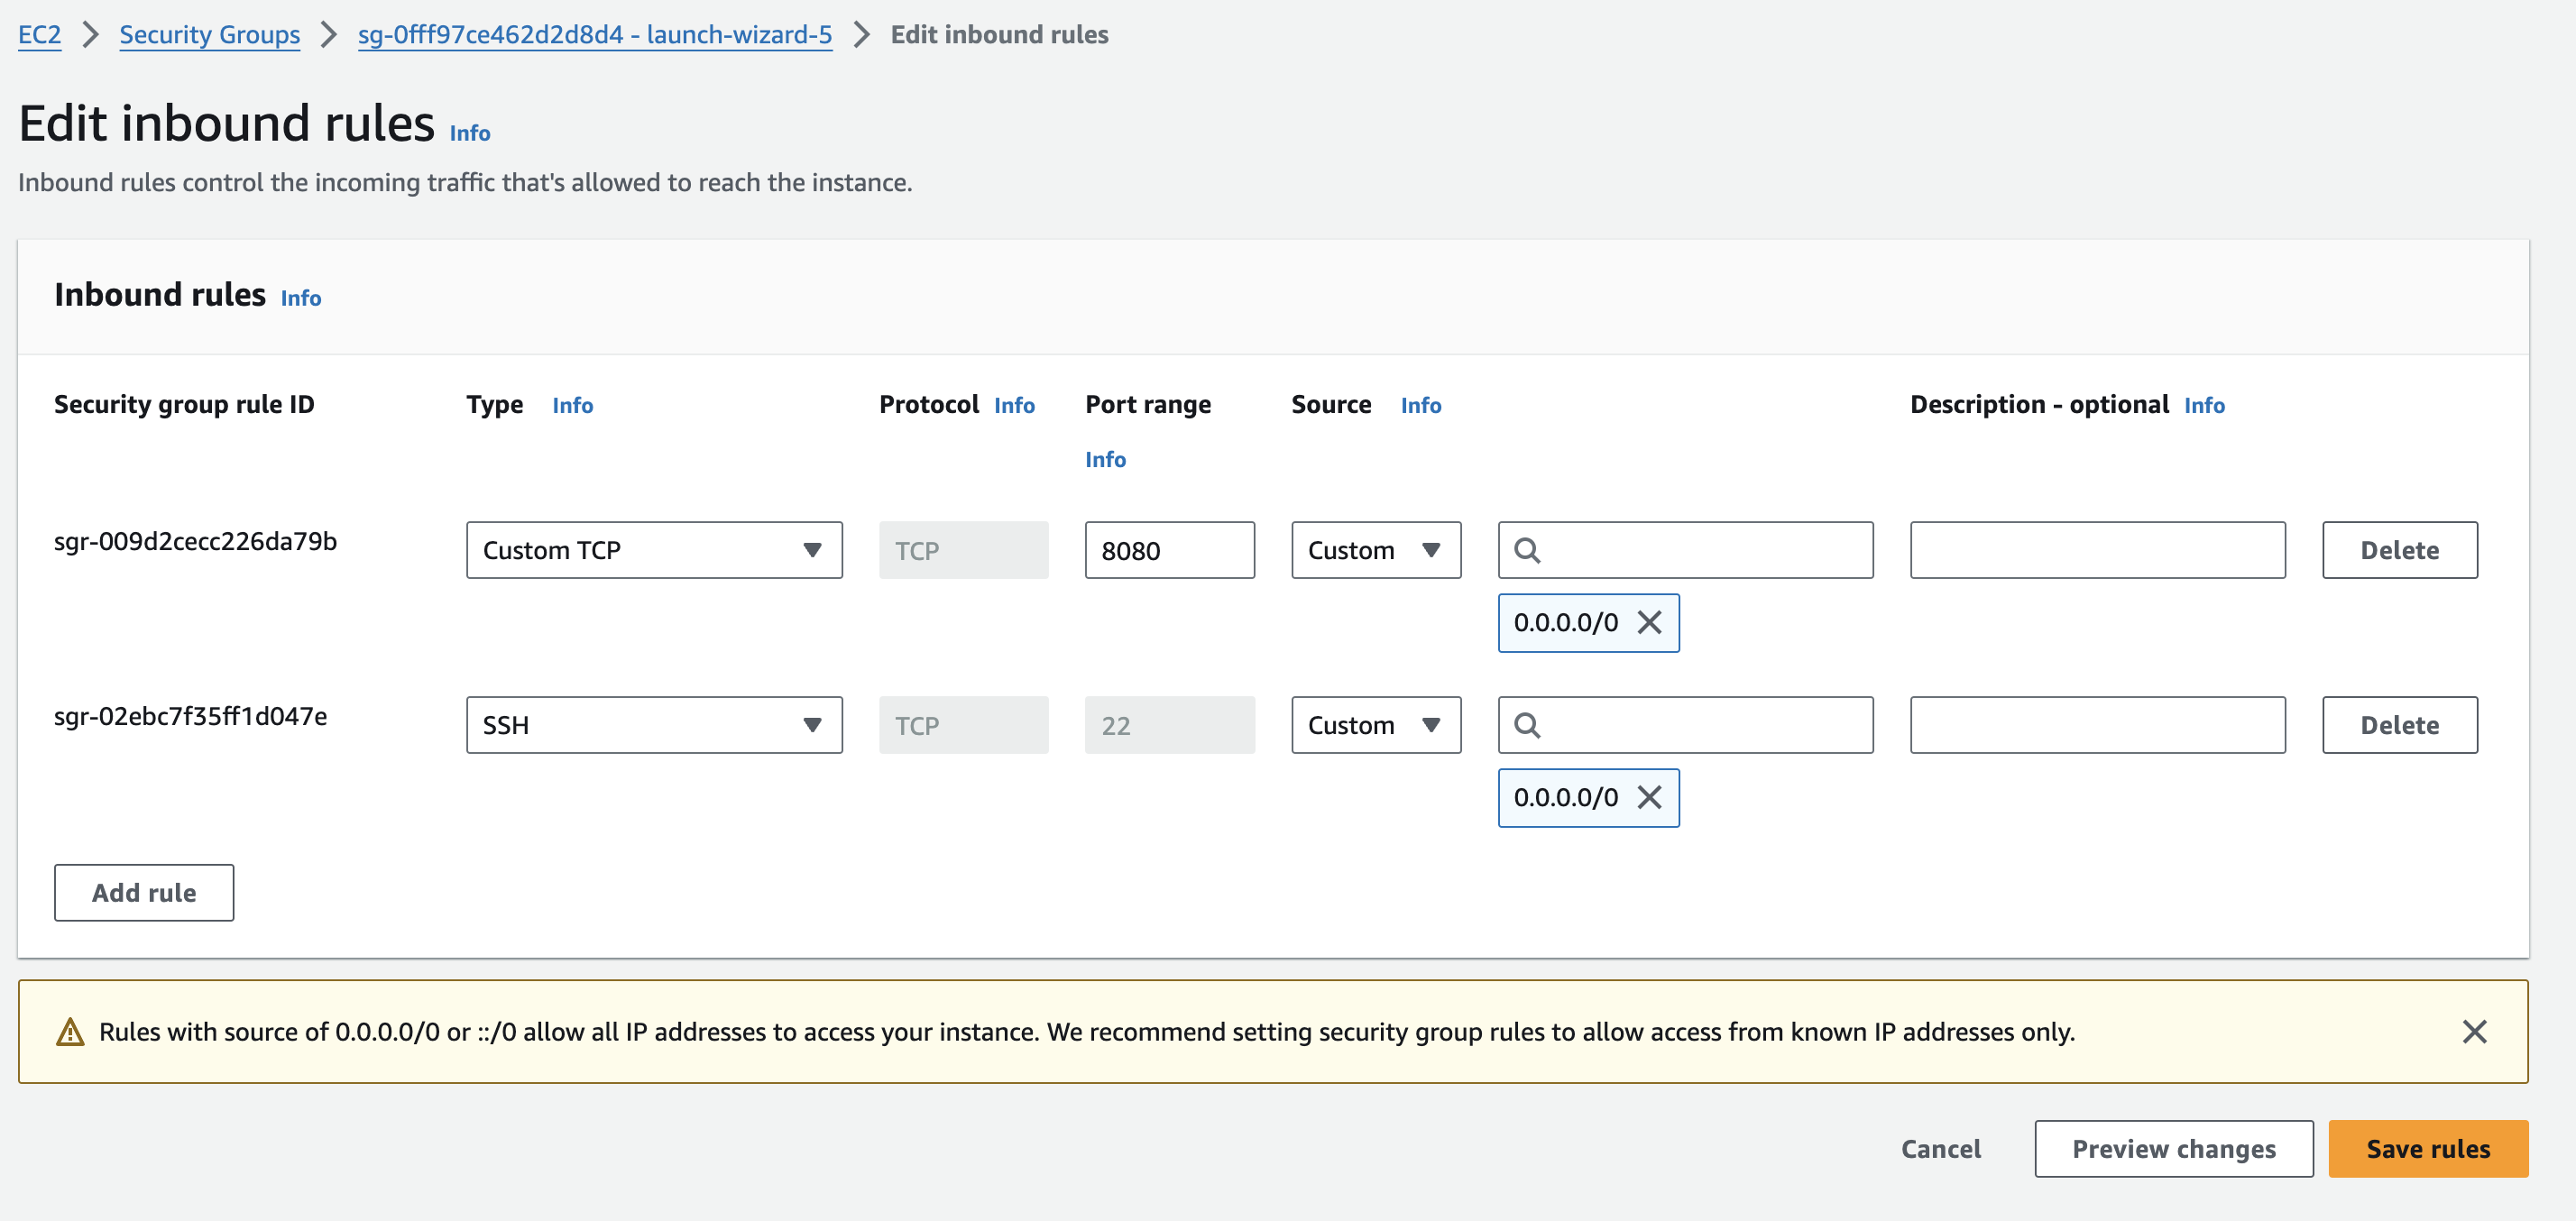 EC2 > Security Groups > sg-0fff97ce462d2d8d4 - launch-wizard-5 > Edit inbound rules
Edit inbound rules Info
Inbound rules control the incoming traffic that's allowed to reach the instance.
Inbound rules Info
Security group rule ID Type Info Protocol Info Port range Source Info Description - optional Info
Info
sgr-009d2cecc226da79b Custom TCP TCP 8080 Custom Delete
0.0.0.0/0
sgr-02ebc7f35ff1d047e SSH TCP 22 Custom Delete
0.0.0.0/0
Add rule
Rules with source of 0.0.0.0/0 or ::/0 allow all IP addresses to access your instance. We recommend setting security group rules to allow access from known IP addresses only.
Cancel Preview changes Save rules